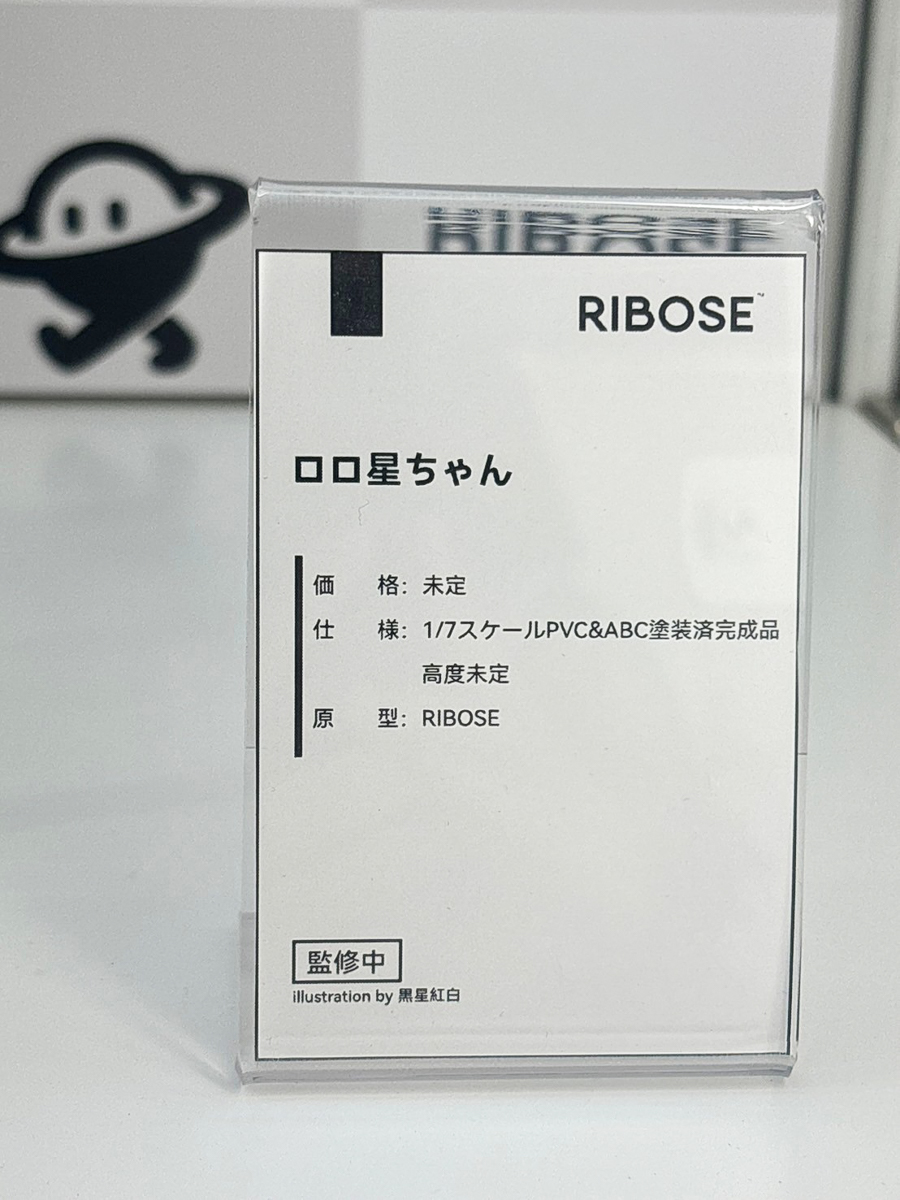 RIBOSE
RIBOSE™
ロロ星ちゃん
価 格: 未定
仕 様: 1/7スケールPVC&ABC塗装済完成品
高度未定
原 型: RIBOSE
監修中
illustration by 黒星紅白